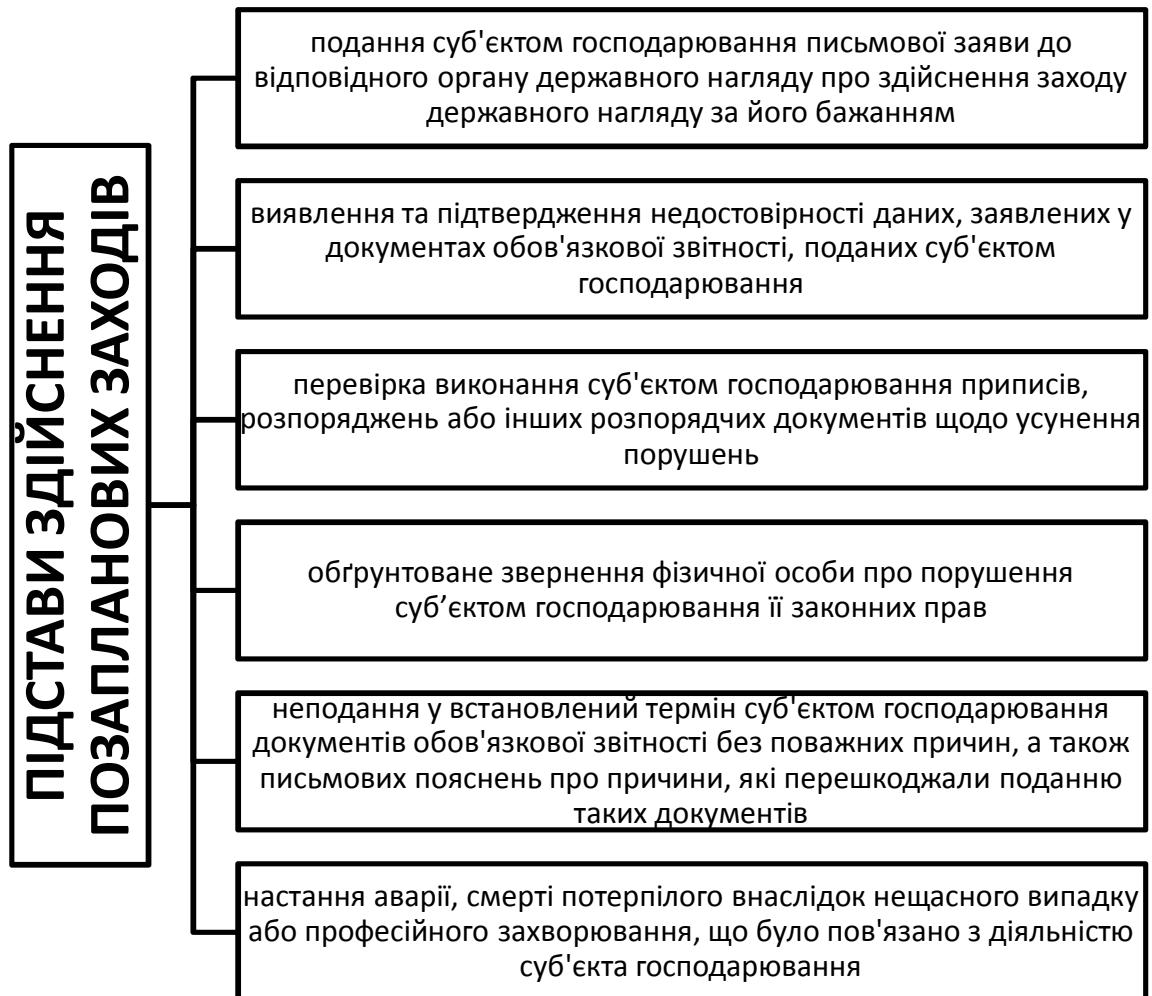 ПІДСТАВИ ЗДІЙСНЕННЯ
ПОЗАПЛАНОВИХ ЗАХОДІВ
подання суб'єктом господарювання письмової заяви до
відповідного органу державного нагляду про здійснення заходу
державного нагляду за його бажанням
виявлення та підтвердження недостовірності даних, заявлених у
документах обов'язкової звітності, поданих суб'єктом
господарювання
перевірка виконання суб'єктом господарювання приписів,
розпоряджень або інших розпорядчих документів щодо усунення
порушень
обґрунтоване звернення фізичної особи про порушення
суб’єктом господарювання її законних прав
неподання у встановлений термін суб'єктом господарювання
документів обов'язкової звітності без поважних причин, а також
письмових пояснень про причини, які перешкоджали поданню
таких документів
настання аварії, смерті потерпілого внаслідок нещасного випадку
або професійного захворювання, що було пов'язано з діяльністю
суб'єкта господарювання